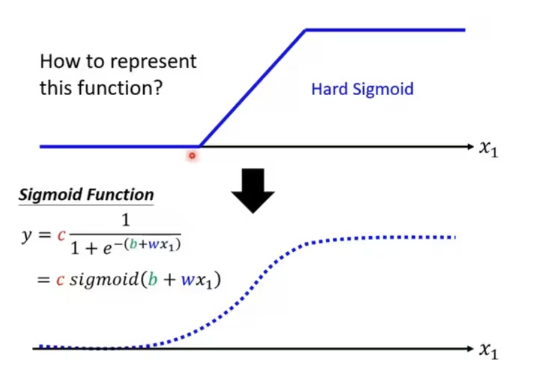 How to represent
this function?
Hard Sigmoid
x₁
Sigmoid Function
y = c 1 / (1 + e^−(b+wx₁))
= c sigmoid(b + wx₁)
x₁